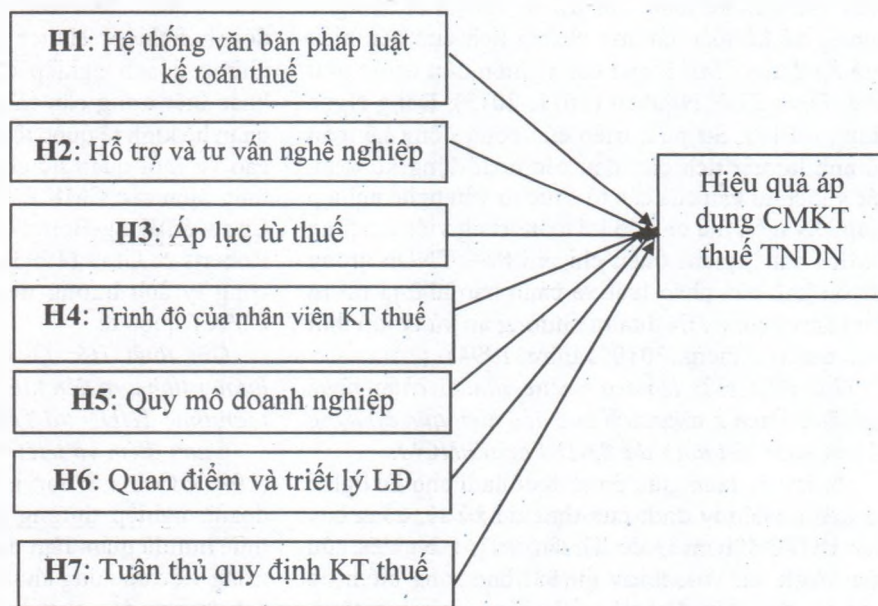 H1: Hệ thống văn bản pháp luật-
kế toán thuế
H2: Hỗ trợ và tư vấn nghề nghiệp
H3: Áp lực từ thuế
H4: Trình độ của nhân viên KT thuế
H5: Quy mô doanh nghiệp
H6: Quan điểm và triết lý LĐ
H7: Tuân thủ quy định KT thuế
Hiệu quả áp
dụng CMKT
thuế TNDN